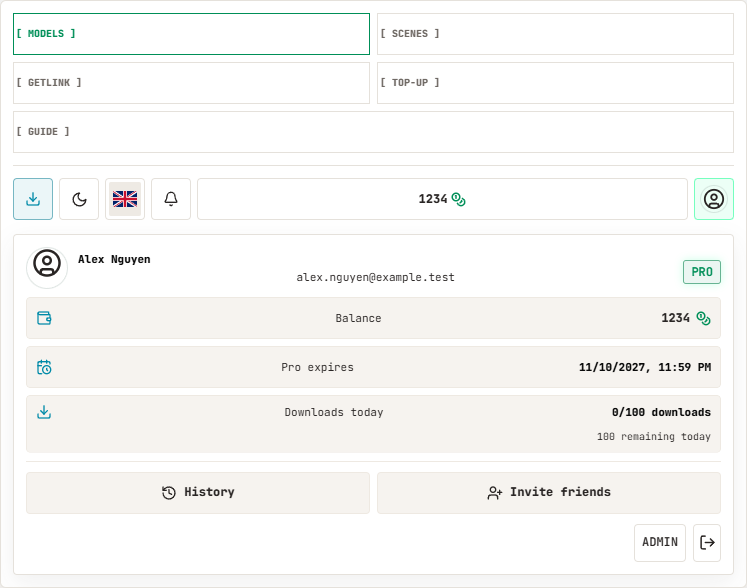 [ MODELS ]
[ SCENES ]
[ GETLINK ]
[ TOP-UP ]
[ GUIDE ]
1234
Alex Nguyen
alex.nguyen@example.test
PRO
Balance
1234
Pro expires
11/10/2027, 11:59 PM
Downloads today
0/100 downloads
100 remaining today
History
Invite friends
ADMIN